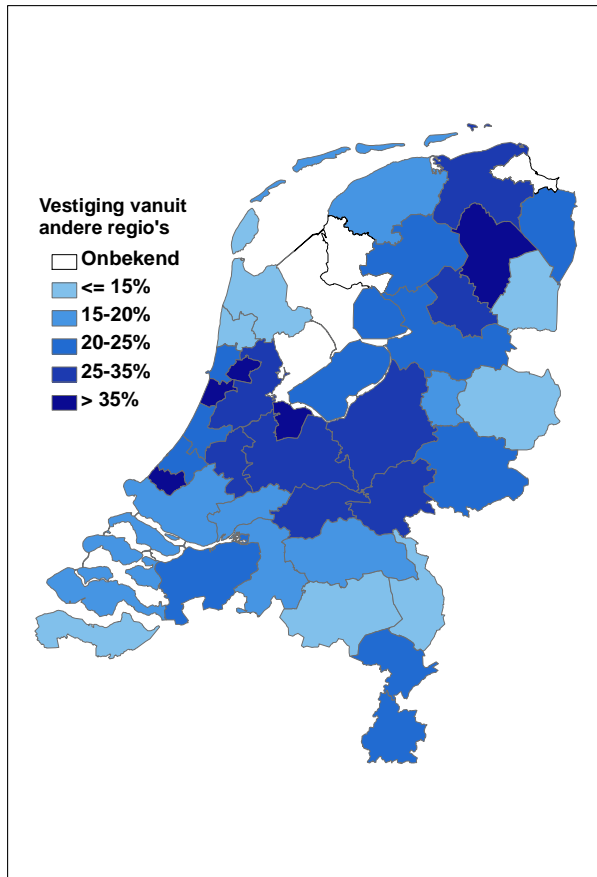 Vestiging vanuit
andere regio's
Onbekend
<= 15%
15-20%
20-25%
25-35%
> 35%